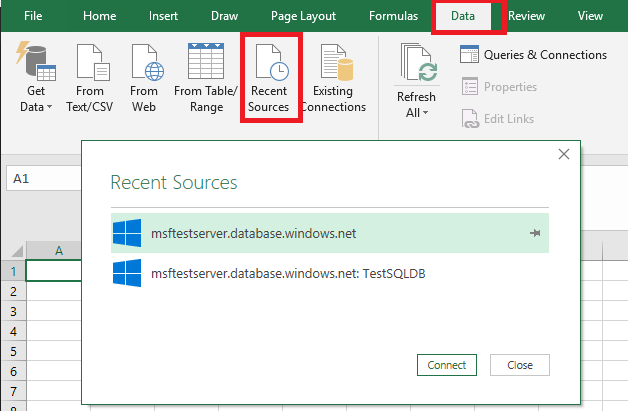 File Home Insert Draw Page Layout Formulas Data Review View
Get Data
From Text/CSV
From Web
From Table/ Range
Recent Sources
Existing Connections
Refresh All
Queries & Connections
Properties
Edit Links
A1
Recent Sources
msftestserver.database.windows.net
msftestserver.database.windows.net: TestSQLDB
Connect Close
A
1
2
3
4
5
6
7
8